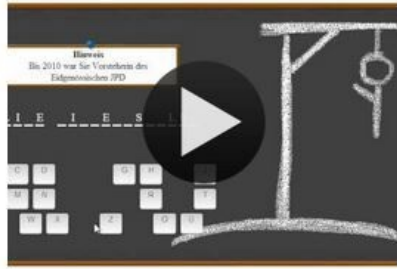 Hinweis
Bis 2010 war Sie Vorsteherin des
Eidgenössischen JPD
I E I E S L
C D G H
M N R T
W X Z